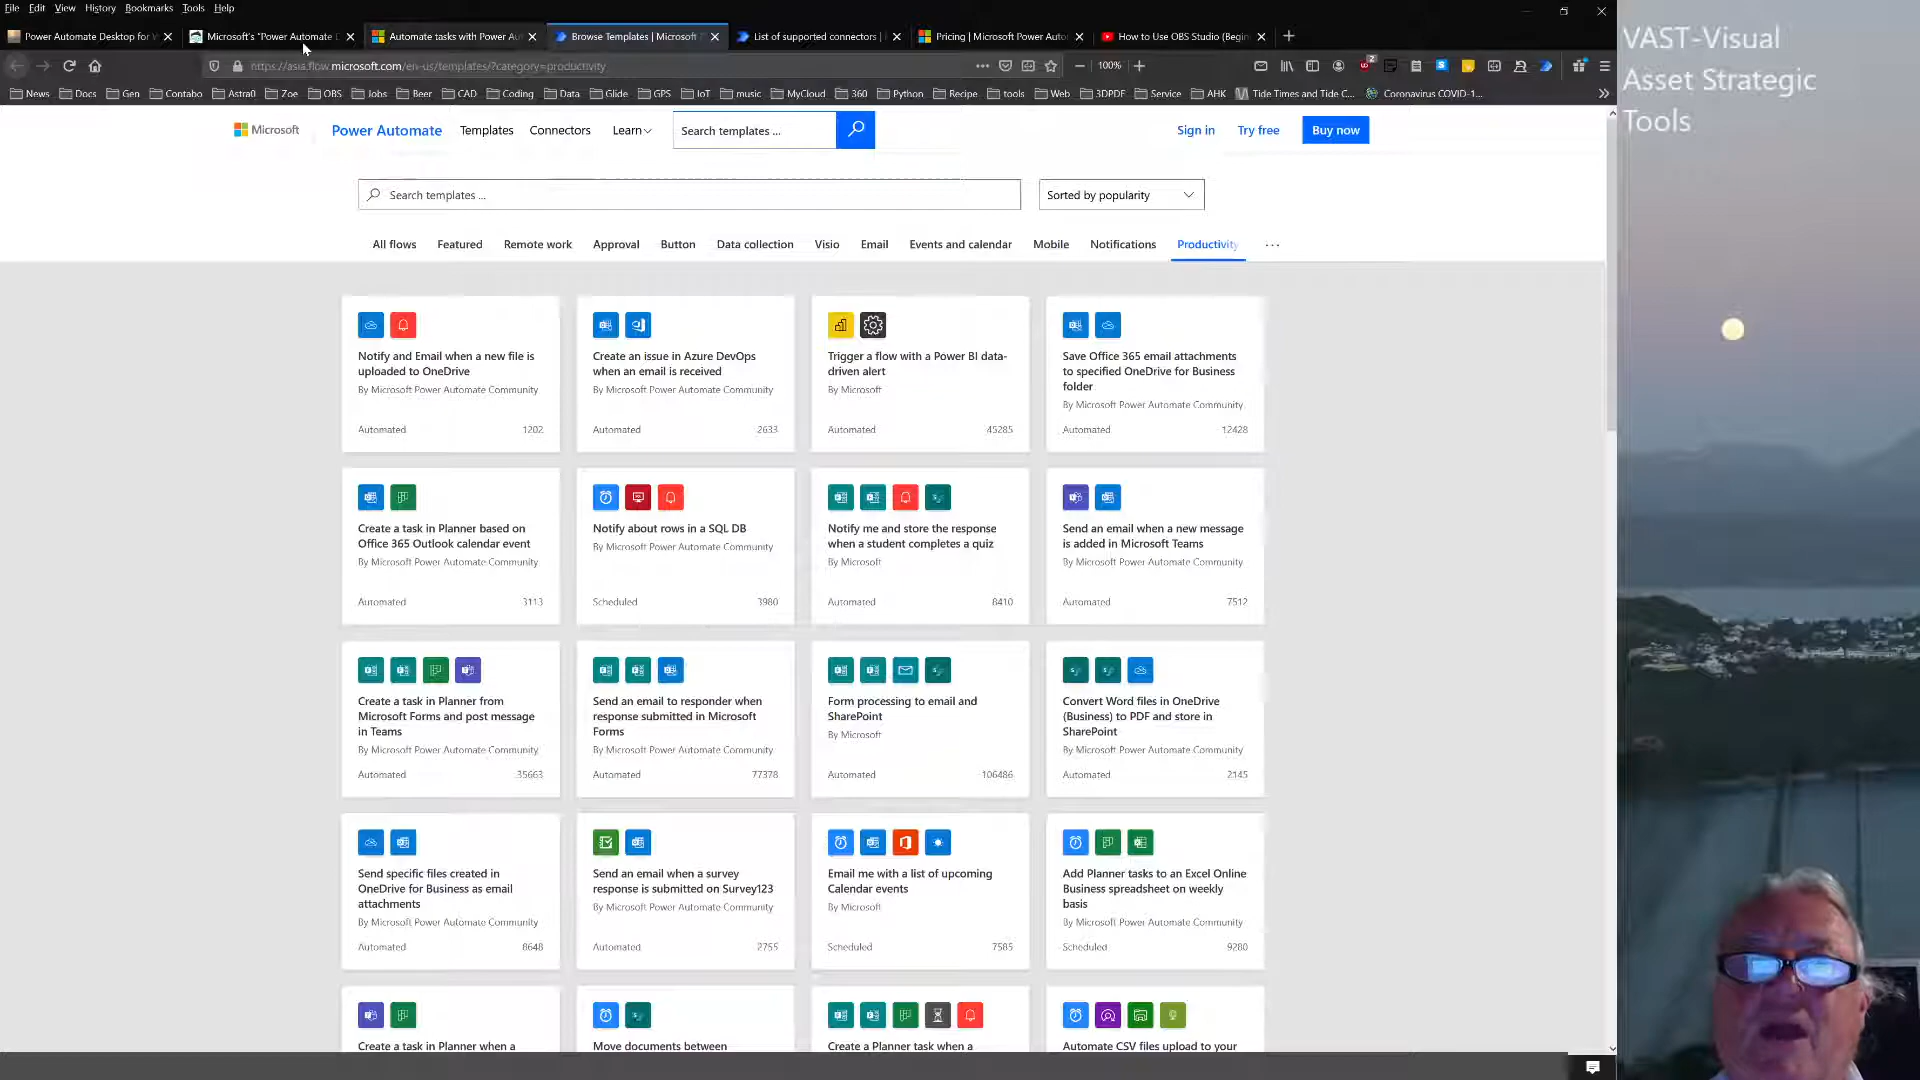 File Edit View History Bookmarks Tools Help
Power Automate Desktop for W Microsoft's "Power Automate D Automate tasks with Power Aut Browse Templates | Microsoft P List of supported connectors | Pricing | Microsoft Power Auto How to Use OBS Studio (Begin
https://asia.flow.microsoft.com/en-us/templates/?category=productivity 100%
News Docs Gen Contabo Astra0 Zoe OBS Jobs Beer CAD Coding Data Glide GPS IoT music MyCloud 360 Python Recipe tools Web 3DPDF Service AHK Tide Times and Tide C... Coronavirus COVID-1...
VAST-Visual
Asset Strategic
Tools
Microsoft Power Automate Templates Connectors Learn Search templates ... Sign in Try free Buy now
Search templates ... Sorted by popularity
All flows Featured Remote work Approval Button Data collection Visio Email Events and calendar Mobile Notifications Productivity ...
Notify and Email when a new file is
uploaded to OneDrive
By Microsoft Power Automate Community
Automated 1202
Create an issue in Azure DevOps
when an email is received
By Microsoft Power Automate Community
Automated 2633
Trigger a flow with a Power BI data-
driven alert
By Microsoft
Automated 45285
Save Office 365 email attachments
to specified OneDrive for Business
folder
By Microsoft Power Automate Community
Automated 12428
Create a task in Planner based on
Office 365 Outlook calendar event
By Microsoft Power Automate Community
Automated 3113
Notify about rows in a SQL DB
By Microsoft Power Automate Community
Scheduled 3980
Notify me and store the response
when a student completes a quiz
By Microsoft
Automated 8410
Send an email when a new message
is added in Microsoft Teams
By Microsoft Power Automate Community
Automated 7512
Create a task in Planner from
Microsoft Forms and post message
in Teams
By Microsoft Power Automate Community
Automated 35663
Send an email to responder when
response submitted in Microsoft
Forms
By Microsoft Power Automate Community
Automated 77378
Form processing to email and
SharePoint
By Microsoft
Automated 106486
Convert Word files in OneDrive
(Business) to PDF and store in
SharePoint
By Microsoft Power Automate Community
Automated 2145
Send specific files created in
OneDrive for Business as email
attachments
By Microsoft Power Automate Community
Automated 8648
Send an email when a survey
response is submitted on Survey123
By Microsoft Power Automate Community
Automated 2755
Email me with a list of upcoming
Calendar events
By Microsoft
Scheduled 7585
Add Planner tasks to an Excel Online
Business spreadsheet on weekly
basis
By Microsoft Power Automate Community
Scheduled 9280
Create a task in Planner when a
Move documents between
Create a Planner task when a
Automate CSV files upload to your